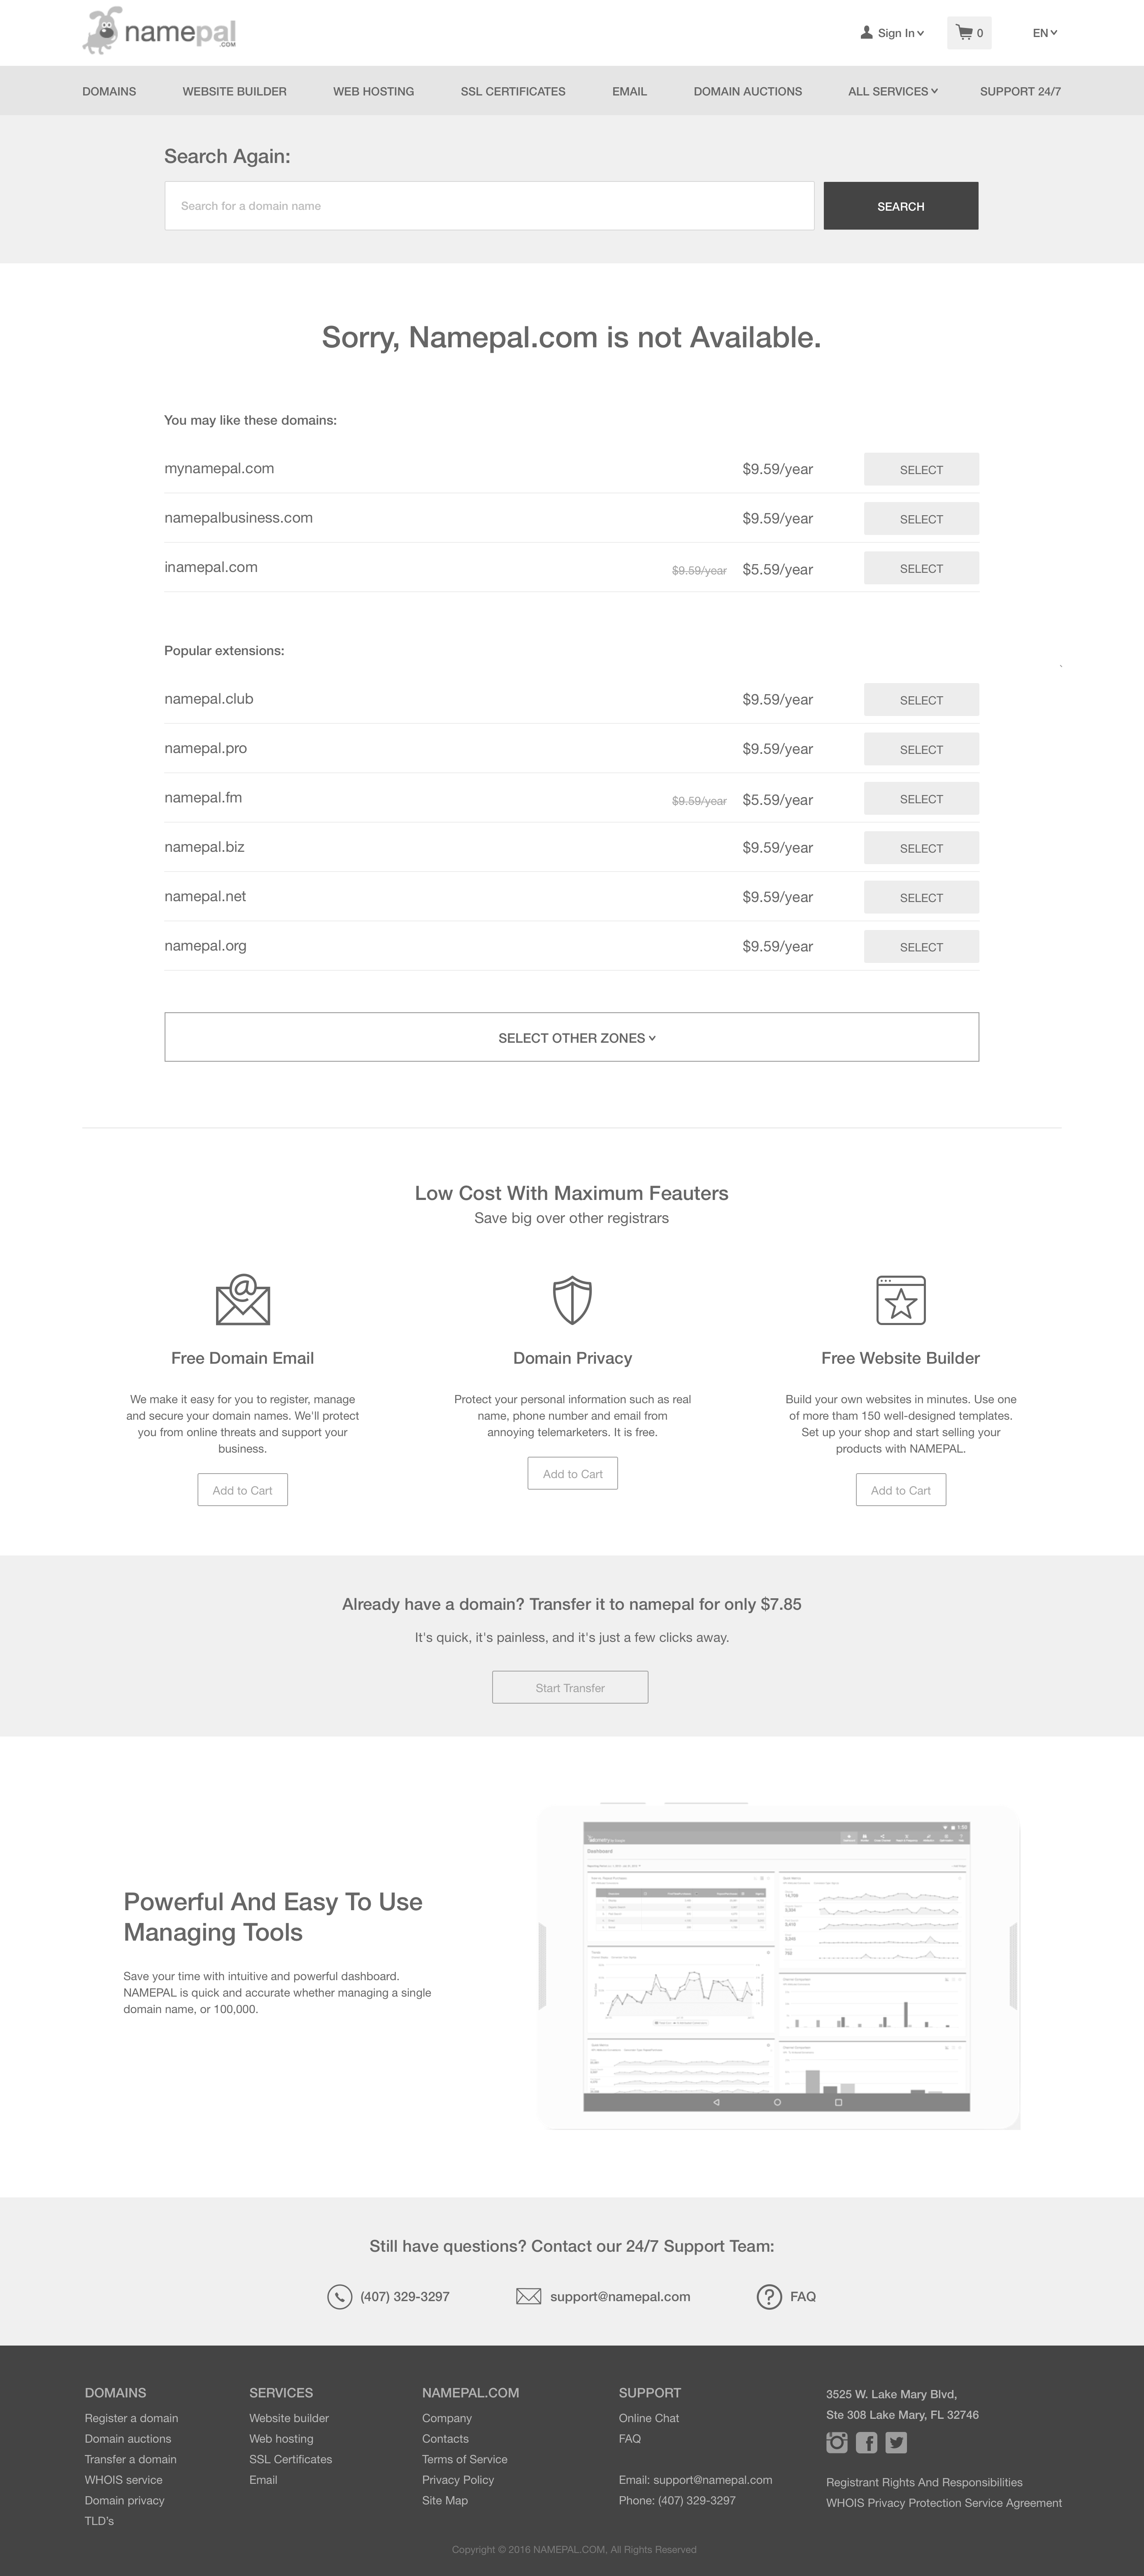 namepal
.COM
Sign In
0
EN
DOMAINS WEBSITE BUILDER WEB HOSTING SSL CERTIFICATES EMAIL DOMAIN AUCTIONS ALL SERVICES SUPPORT 24/7
Search Again:
Search for a domain name
SEARCH
Sorry, Namepal.com is not Available.
You may like these domains:
mynamepal.com $9.59/year SELECT
namepalbusiness.com $9.59/year SELECT
inamepal.com $9.59/year $5.59/year SELECT
Popular extensions:
namepal.club $9.59/year SELECT
namepal.pro $9.59/year SELECT
namepal.fm $9.59/year $5.59/year SELECT
namepal.biz $9.59/year SELECT
namepal.net $9.59/year SELECT
namepal.org $9.59/year SELECT
SELECT OTHER ZONES
Low Cost With Maximum Feauters
Save big over other registrars
Free Domain Email
We make it easy for you to register, manage
and secure your domain names. We'll protect
you from online threats and support your
business.
Add to Cart
Domain Privacy
Protect your personal information such as real
name, phone number and email from
annoying telemarketers. It is free.
Add to Cart
Free Website Builder
Build your own websites in minutes. Use one
of more tham 150 well-designed templates.
Set up your shop and start selling your
products with NAMEPAL.
Add to Cart
Already have a domain? Transfer it to namepal for only $7.85
It's quick, it's painless, and it's just a few clicks away.
Start Transfer
Powerful And Easy To Use
Managing Tools
Save your time with intuitive and powerful dashboard.
NAMEPAL is quick and accurate whether managing a single
domain name, or 100,000.
Dashboard
Still have questions? Contact our 24/7 Support Team:
(407) 329-3297
support@namepal.com
FAQ
DOMAINS
Register a domain
Domain auctions
Transfer a domain
WHOIS service
Domain privacy
TLD's
SERVICES
Website builder
Web hosting
SSL Certificates
Email
NAMEPAL.COM
Company
Contacts
Terms of Service
Privacy Policy
Site Map
SUPPORT
Online Chat
FAQ
Email: support@namepal.com
Phone: (407) 329-3297
3525 W. Lake Mary Blvd,
Ste 308 Lake Mary, FL 32746
Registrant Rights And Responsibilities
WHOIS Privacy Protection Service Agreement
Copyright © 2016 NAMEPAL.COM, All Rights Reserved